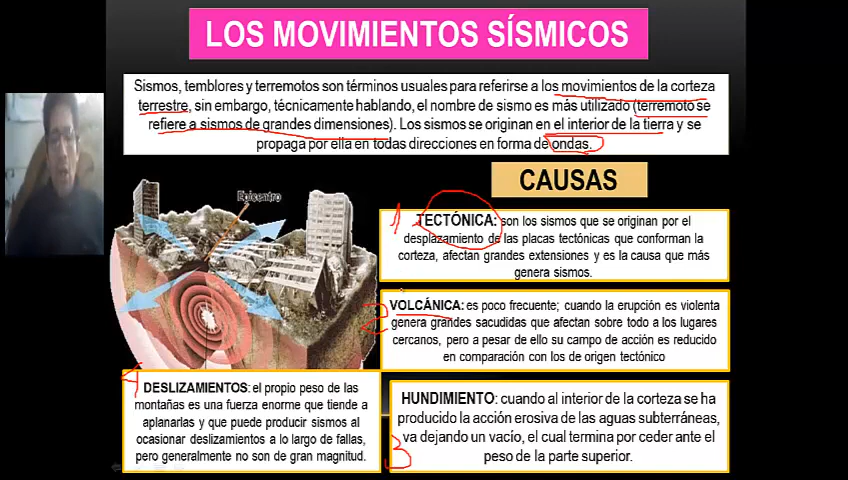 LOS MOVIMIENTOS SÍSMICOS
Sismos, temblores y terremotos son términos usuales para referirse a los movimientos de la corteza
terrestre, sin embargo, técnicamente hablando, el nombre de sismo es más utilizado (terremoto se
refiere a sismos de grandes dimensiones). Los sismos se originan en el interior de la tierra y se
propaga por ella en todas direcciones en forma de ondas.
CAUSAS
Epicentro
1. TECTÓNICA: son los sismos que se originan por el
desplazamiento de las placas tectónicas que conforman la
corteza, afectan grandes extensiones y es la causa que más
genera sismos.
2
VOLCÁNICA: es poco frecuente; cuando la erupción es violenta
genera grandes sacudidas que afectan sobre todo a los lugares
cercanos, pero a pesar de ello su campo de acción es reducido
en comparación con los de origen tectónico
4
DESLIZAMIENTOS: el propio peso de las
montañas es una fuerza enorme que tiende a
aplanarlas y que puede producir sismos al
ocasionar deslizamientos a lo largo de fallas,
pero generalmente no son de gran magnitud.
HUNDIMIENTO: cuando al interior de la corteza se ha
producido la acción erosiva de las aguas subterráneas,
va dejando un vacío, el cual termina por ceder ante el
peso de la parte superior.
3